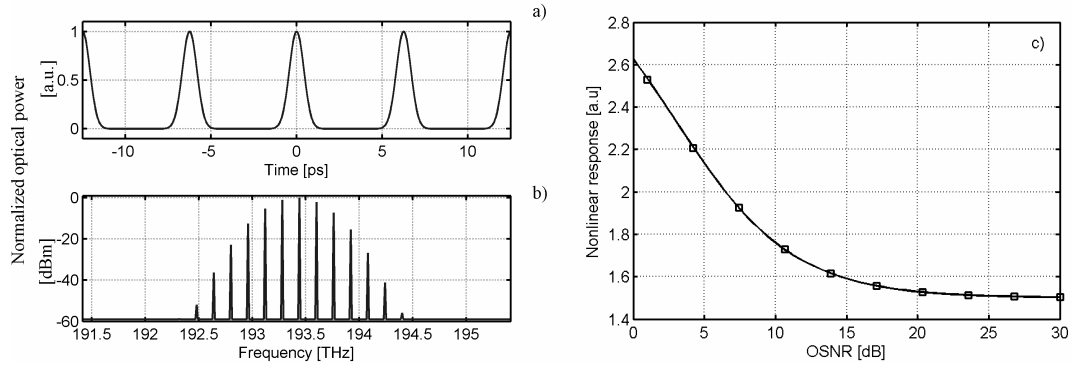 a)
Normalized optical power
[a.u.]
1
0.5
0
-10 -5 0 5 10
Time [ps]
b)
[dBm]
0
-20
-40
-60
191.5 192 192.5 193 193.5 194 194.5 195
Frequency [THz]
c)
Nonlinear response [a.u]
2.8
2.6
2.4
2.2
2
1.8
1.6
1.4
0 5 10 15 20 25 30
OSNR [dB]